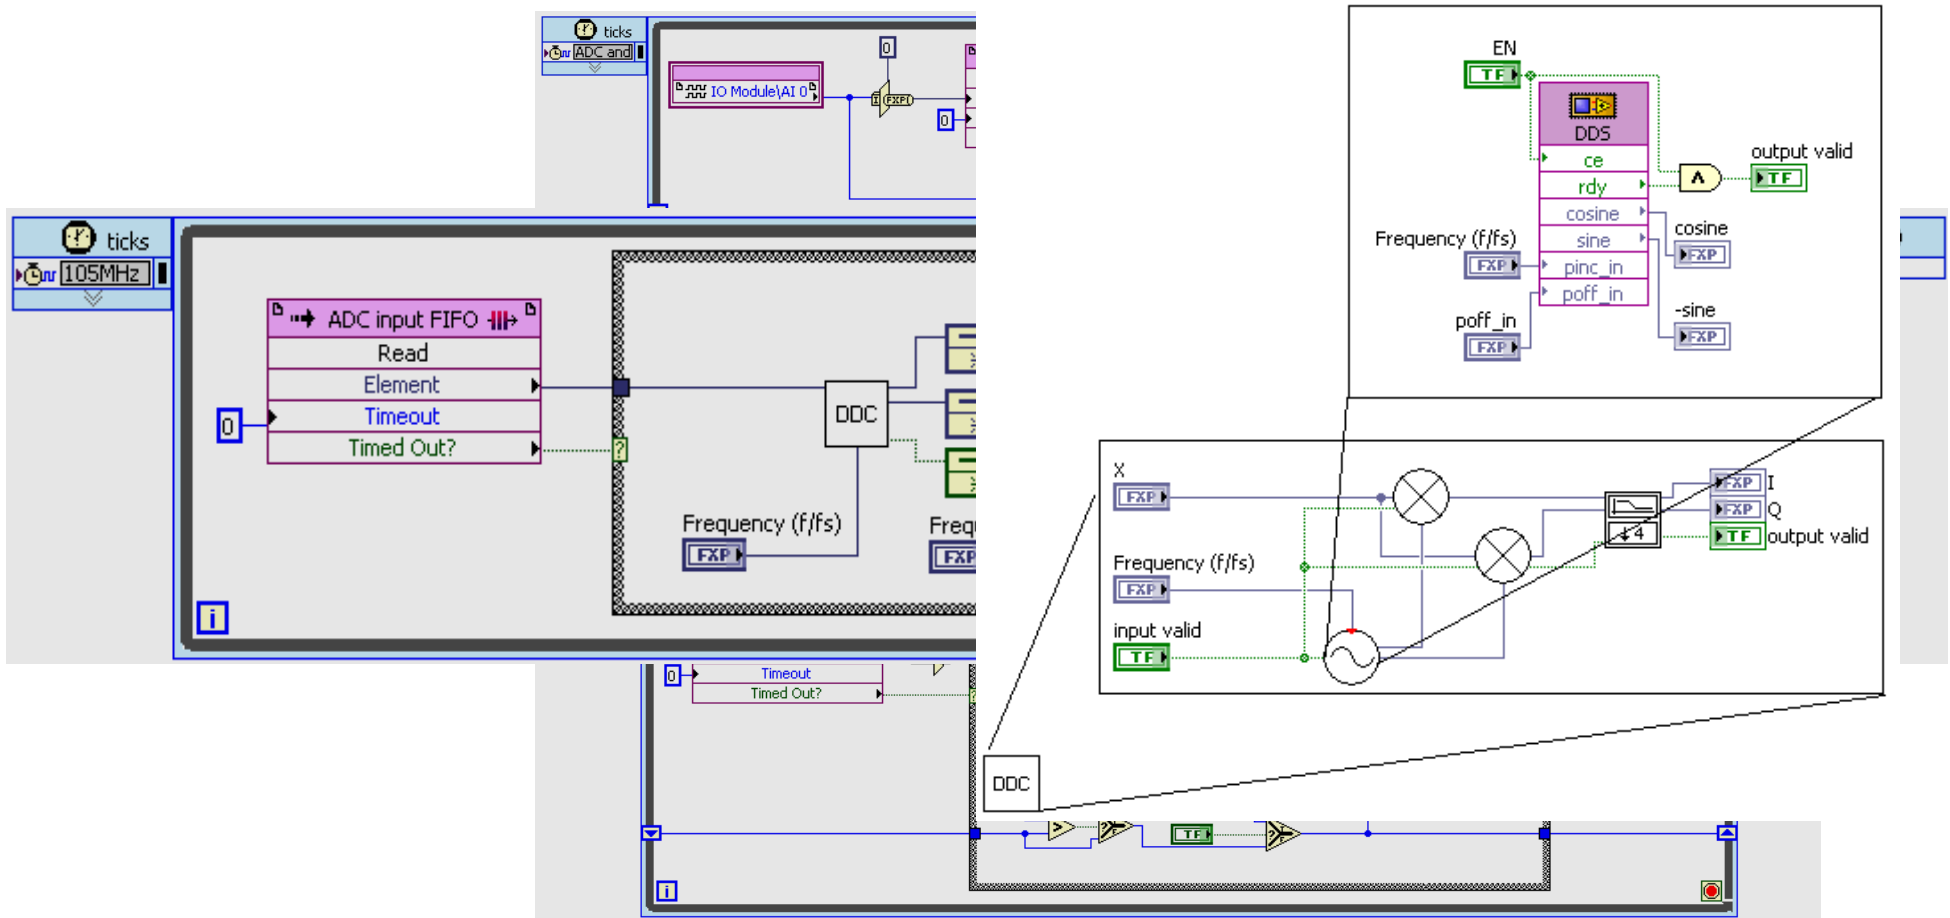 ticks
ADC and
0
IO Module\AI 0
I
FXP(
0
ticks
105MHz
ADC input FIFO
Read
Element
0
Timeout
Timed Out?
?
DDC
Frequency (f/fs)
FXP
Freq
FXP
i
0
Timeout
Timed Out?
EN
TF
DDS
ce
rdy
cosine
sine
pinc_in
poff_in
output valid
TF
Frequency (f/fs)
FXP
cosine
FXP
poff_in
FXP
-sine
FXP
X
FXP
Frequency (f/fs)
FXP
input valid
TF
4
FXP
I
FXP
Q
TF
output valid
DDC
>
?
TF
?
i